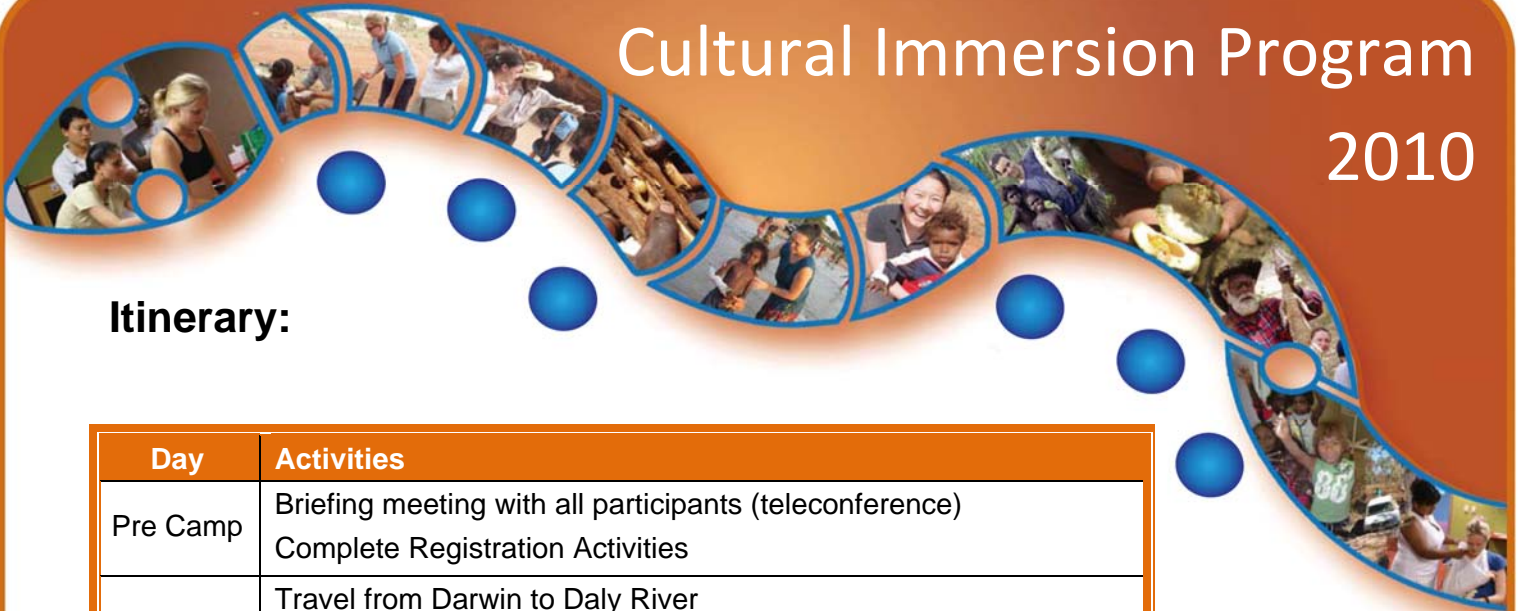 Cultural Immersion Program
2010
Itinerary:
Day Activities
Pre Camp Briefing meeting with all participants (teleconference)
Complete Registration Activities
Travel from Darwin to Daly River